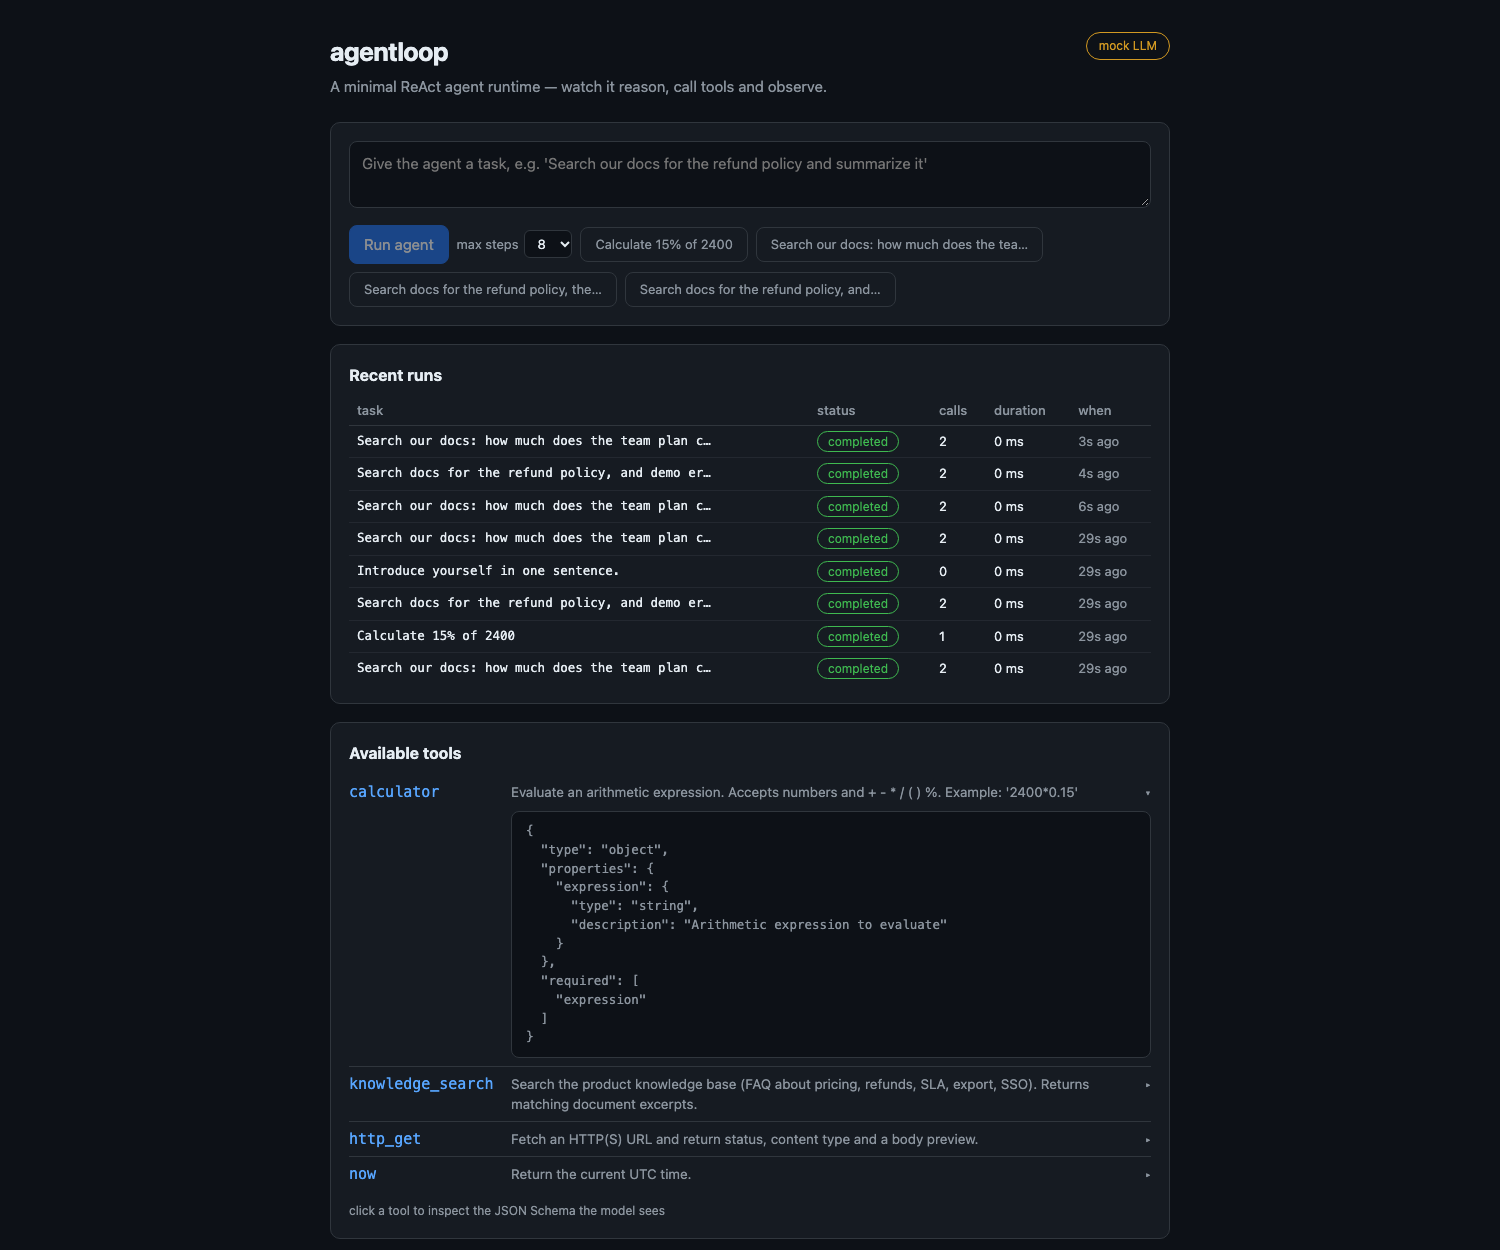 agentloop
mock LLM
A minimal ReAct agent runtime — watch it reason, call tools and observe.
Give the agent a task, e.g. 'Search our docs for the refund policy and summarize it'
Run agent max steps 8 Calculate 15% of 2400 Search our docs: how much does the tea...
Search docs for the refund policy, the... Search docs for the refund policy, and...
Recent runs
task status calls duration when
Search our docs: how much does the team plan c… completed 2 0 ms 3s ago
Search docs for the refund policy, and demo er… completed 2 0 ms 4s ago
Search our docs: how much does the team plan c… completed 2 0 ms 6s ago
Search our docs: how much does the team plan c… completed 2 0 ms 29s ago
Introduce yourself in one sentence. completed 0 0 ms 29s ago
Search docs for the refund policy, and demo er… completed 2 0 ms 29s ago
Calculate 15% of 2400 completed 1 0 ms 29s ago
Search our docs: how much does the team plan c… completed 2 0 ms 29s ago
Available tools
calculator Evaluate an arithmetic expression. Accepts numbers and + - * / ( ) %. Example: '2400*0.15' ▾
{
  "type": "object",
  "properties": {
    "expression": {
      "type": "string",
      "description": "Arithmetic expression to evaluate"
    }
  },
  "required": [
    "expression"
  ]
}
knowledge_search Search the product knowledge base (FAQ about pricing, refunds, SLA, export, SSO). Returns ▸
matching document excerpts.
http_get Fetch an HTTP(S) URL and return status, content type and a body preview. ▸
now Return the current UTC time. ▸
click a tool to inspect the JSON Schema the model sees